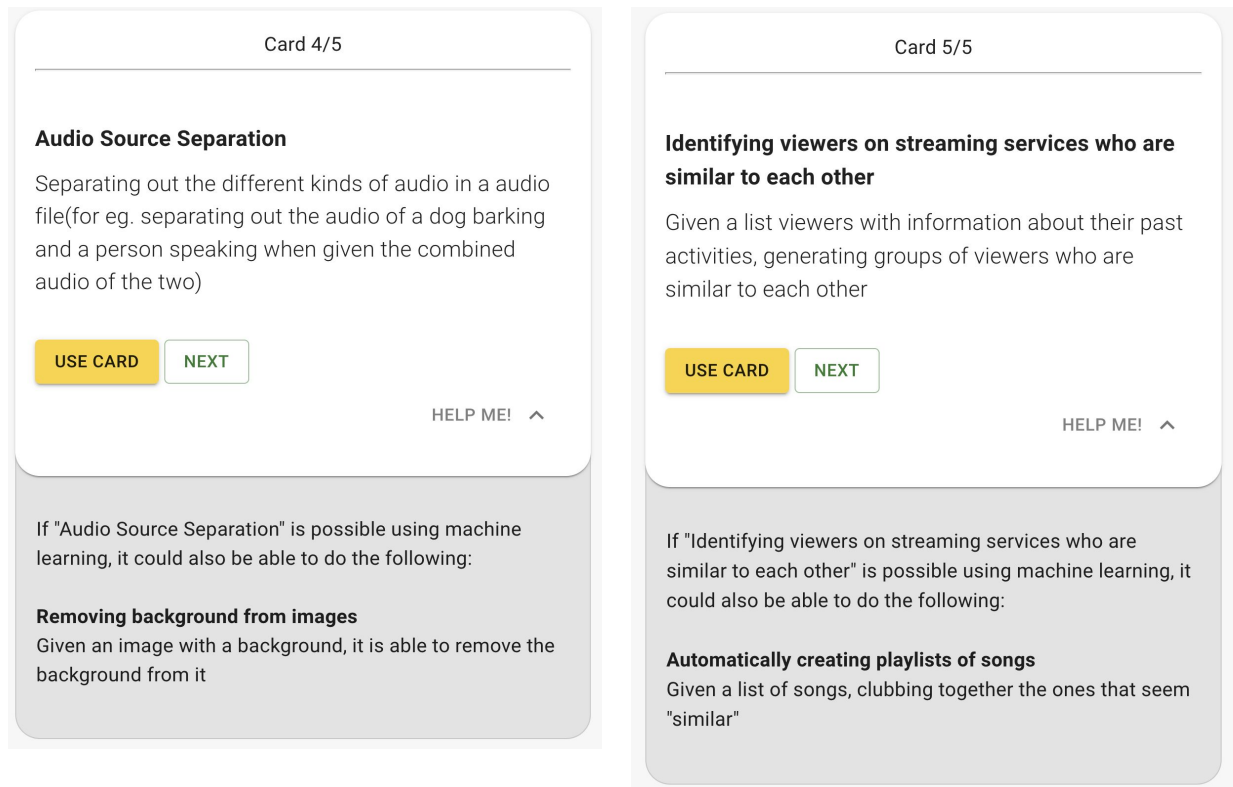 Card 4/5
Audio Source Separation
Separating out the different kinds of audio in a audio
file(for eg. separating out the audio of a dog barking
and a person speaking when given the combined
audio of the two)
USE CARD
NEXT
HELP ME!
If "Audio Source Separation" is possible using machine
learning, it could also be able to do the following:
Removing background from images
Given an image with a background, it is able to remove the
background from it
Card 5/5
Identifying viewers on streaming services who are
similar to each other
Given a list viewers with information about their past
activities, generating groups of viewers who are
similar to each other
USE CARD
NEXT
HELP ME!
If "Identifying viewers on streaming services who are
similar to each other" is possible using machine learning, it
could also be able to do the following:
Automatically creating playlists of songs
Given a list of songs, clubbing together the ones that seem
"similar"